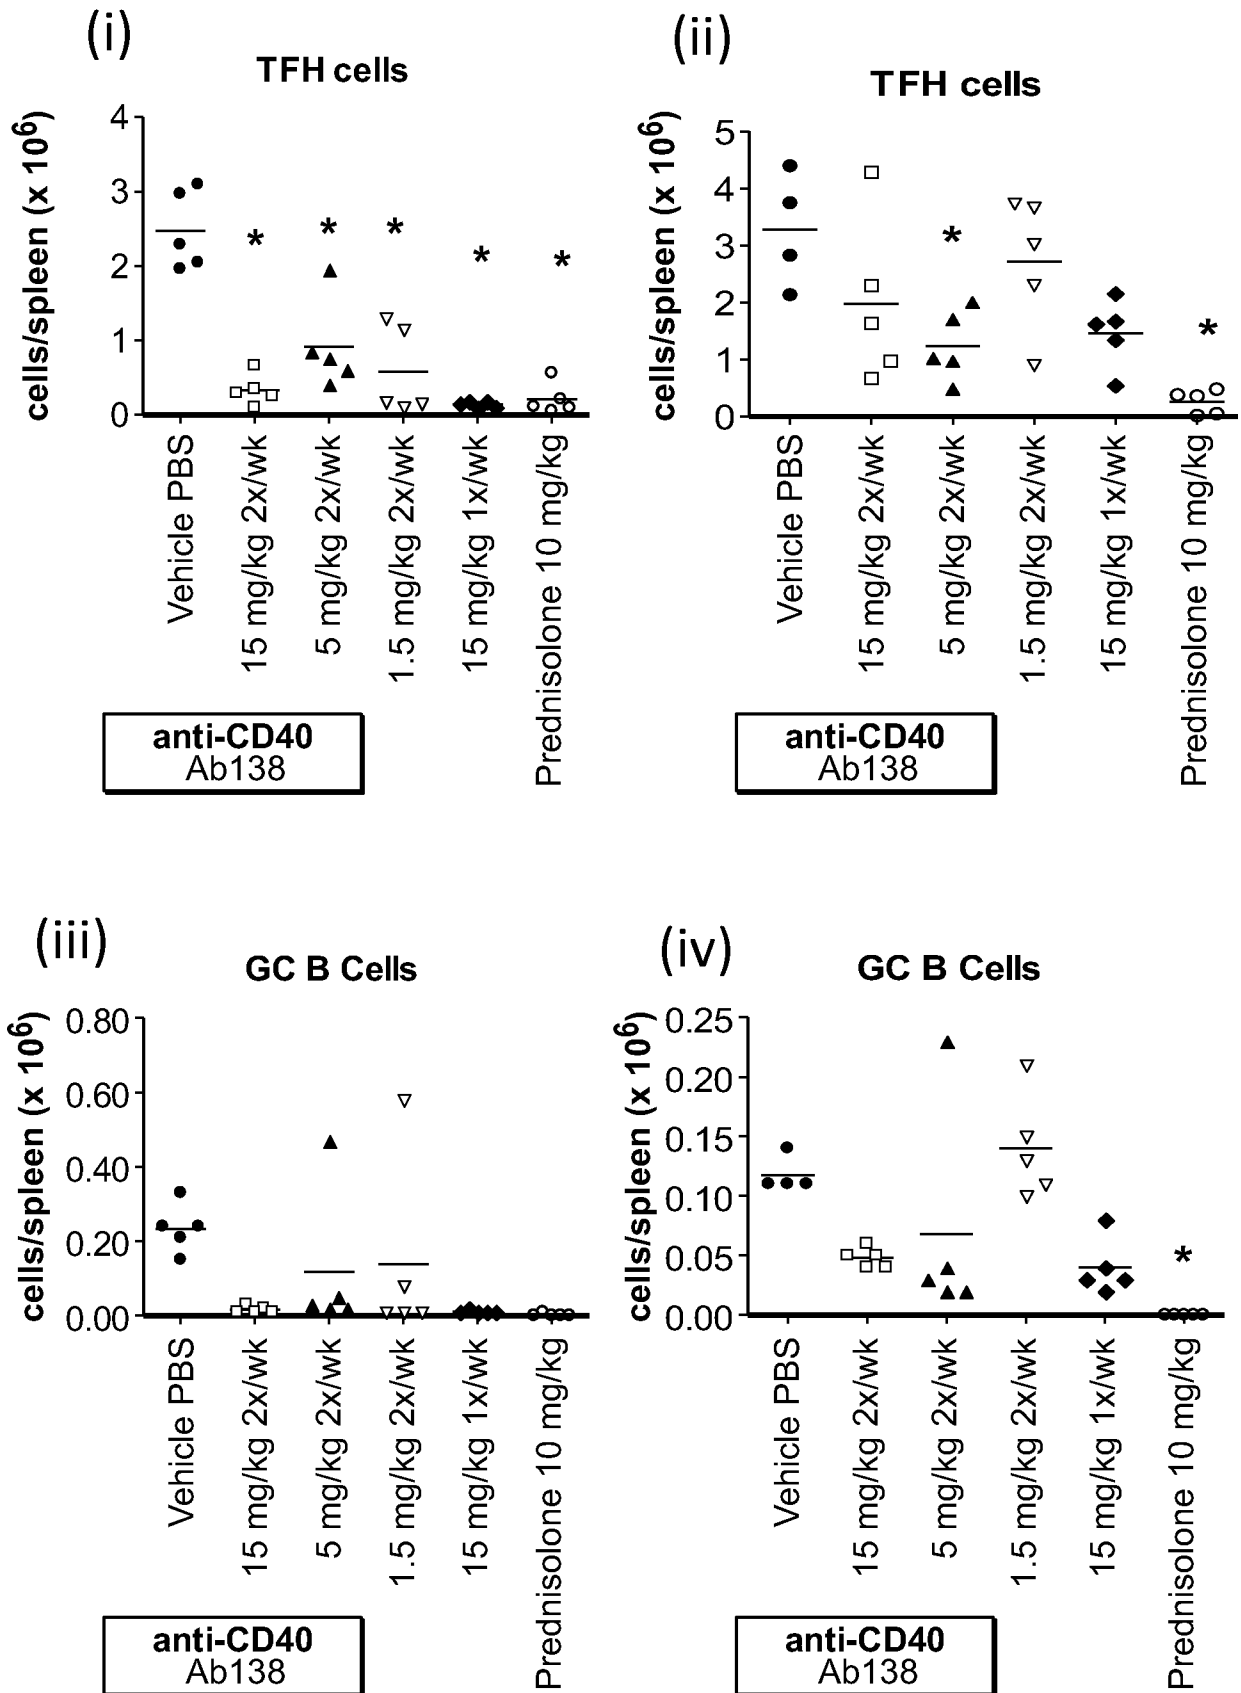 (i)
TFH cells
cells/spleen (x 10⁶)
4
3
2
1
0
*
*
*
*
*
Vehicle PBS
15 mg/kg 2x/wk
5 mg/kg 2x/wk
1.5 mg/kg 2x/wk
15 mg/kg 1x/wk
Prednisolone 10 mg/kg
anti-CD40
Ab138
(ii)
TFH cells
cells/spleen (x 10⁶)
5
4
3
2
1
0
*
*
Vehicle PBS
15 mg/kg 2x/wk
5 mg/kg 2x/wk
1.5 mg/kg 2x/wk
15 mg/kg 1x/wk
Prednisolone 10 mg/kg
anti-CD40
Ab138
(iii)
GC B Cells
cells/spleen (x 10⁶)
0.80
0.60
0.40
0.20
0.00
Vehicle PBS
15 mg/kg 2x/wk
5 mg/kg 2x/wk
1.5 mg/kg 2x/wk
15 mg/kg 1x/wk
Prednisolone 10 mg/kg
anti-CD40
Ab138
(iv)
GC B Cells
cells/spleen (x 10⁶)
0.25
0.20
0.15
0.10
0.05
0.00
*
Vehicle PBS
15 mg/kg 2x/wk
5 mg/kg 2x/wk
1.5 mg/kg 2x/wk
15 mg/kg 1x/wk
Prednisolone 10 mg/kg
anti-CD40
Ab138